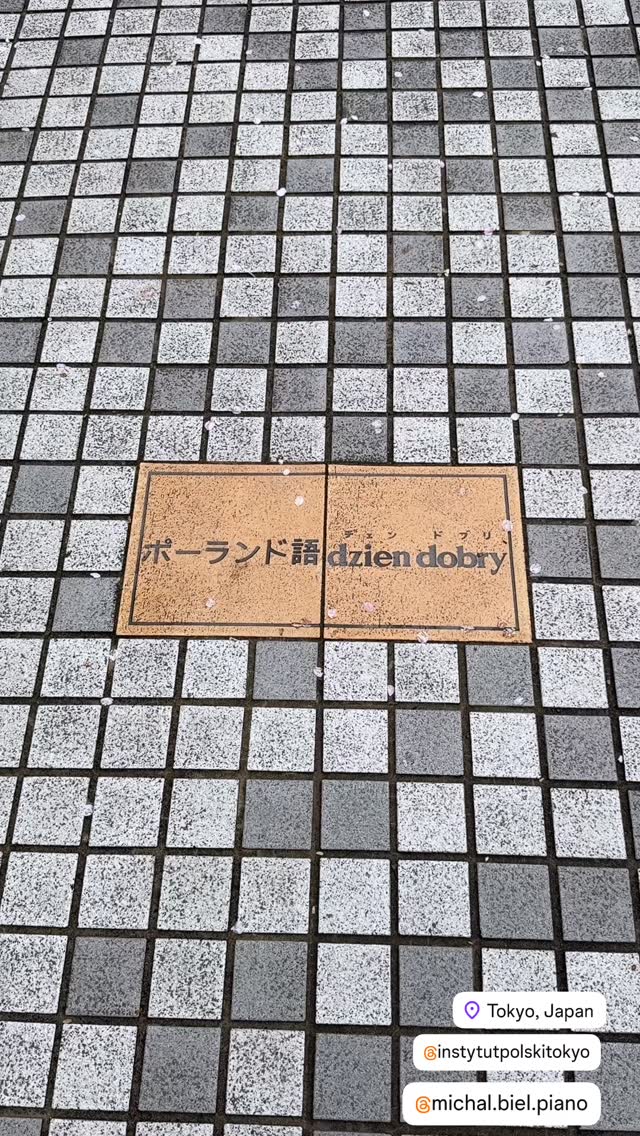 ポーランド語
ヂェン ドブリ、
dzien dobry
Tokyo, Japan
@instytutpolskitokyo
@michal.biel.piano